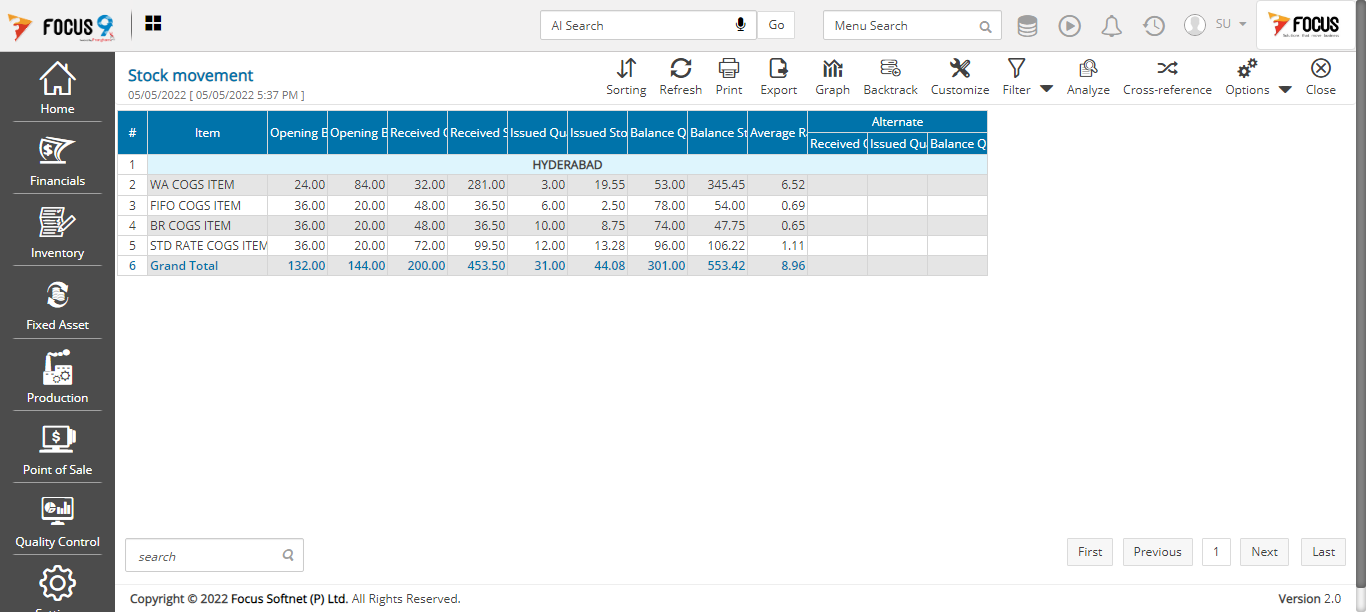 FOCUS 9
AI Search
Go
Menu Search
SU
FOCUS
Home
Financials
Inventory
Fixed Asset
Production
Point of Sale
Quality Control
Stock movement
05/05/2022 [ 05/05/2022 5:37 PM ]
Sorting Refresh Print Export Graph Backtrack Customize Filter Analyze Cross-reference Options Close
# Item Opening B Opening B Received Q Received S Issued Qu Issued Sto Balance Q Balance St Average R Alternate
Received Q Issued Qu Balance Q
1 HYDERABAD
2 WA COGS ITEM 24.00 84.00 32.00 281.00 3.00 19.55 53.00 345.45 6.52
3 FIFO COGS ITEM 36.00 20.00 48.00 36.50 6.00 2.50 78.00 54.00 0.69
4 BR COGS ITEM 36.00 20.00 48.00 36.50 10.00 8.75 74.00 47.75 0.65
5 STD RATE COGS ITEM 36.00 20.00 72.00 99.50 12.00 13.28 96.00 106.22 1.11
6 Grand Total 132.00 144.00 200.00 453.50 31.00 44.08 301.00 553.42 8.96
search
First Previous 1 Next Last
Copyright © 2022 Focus Softnet (P) Ltd. All Rights Reserved.
Version 2.0